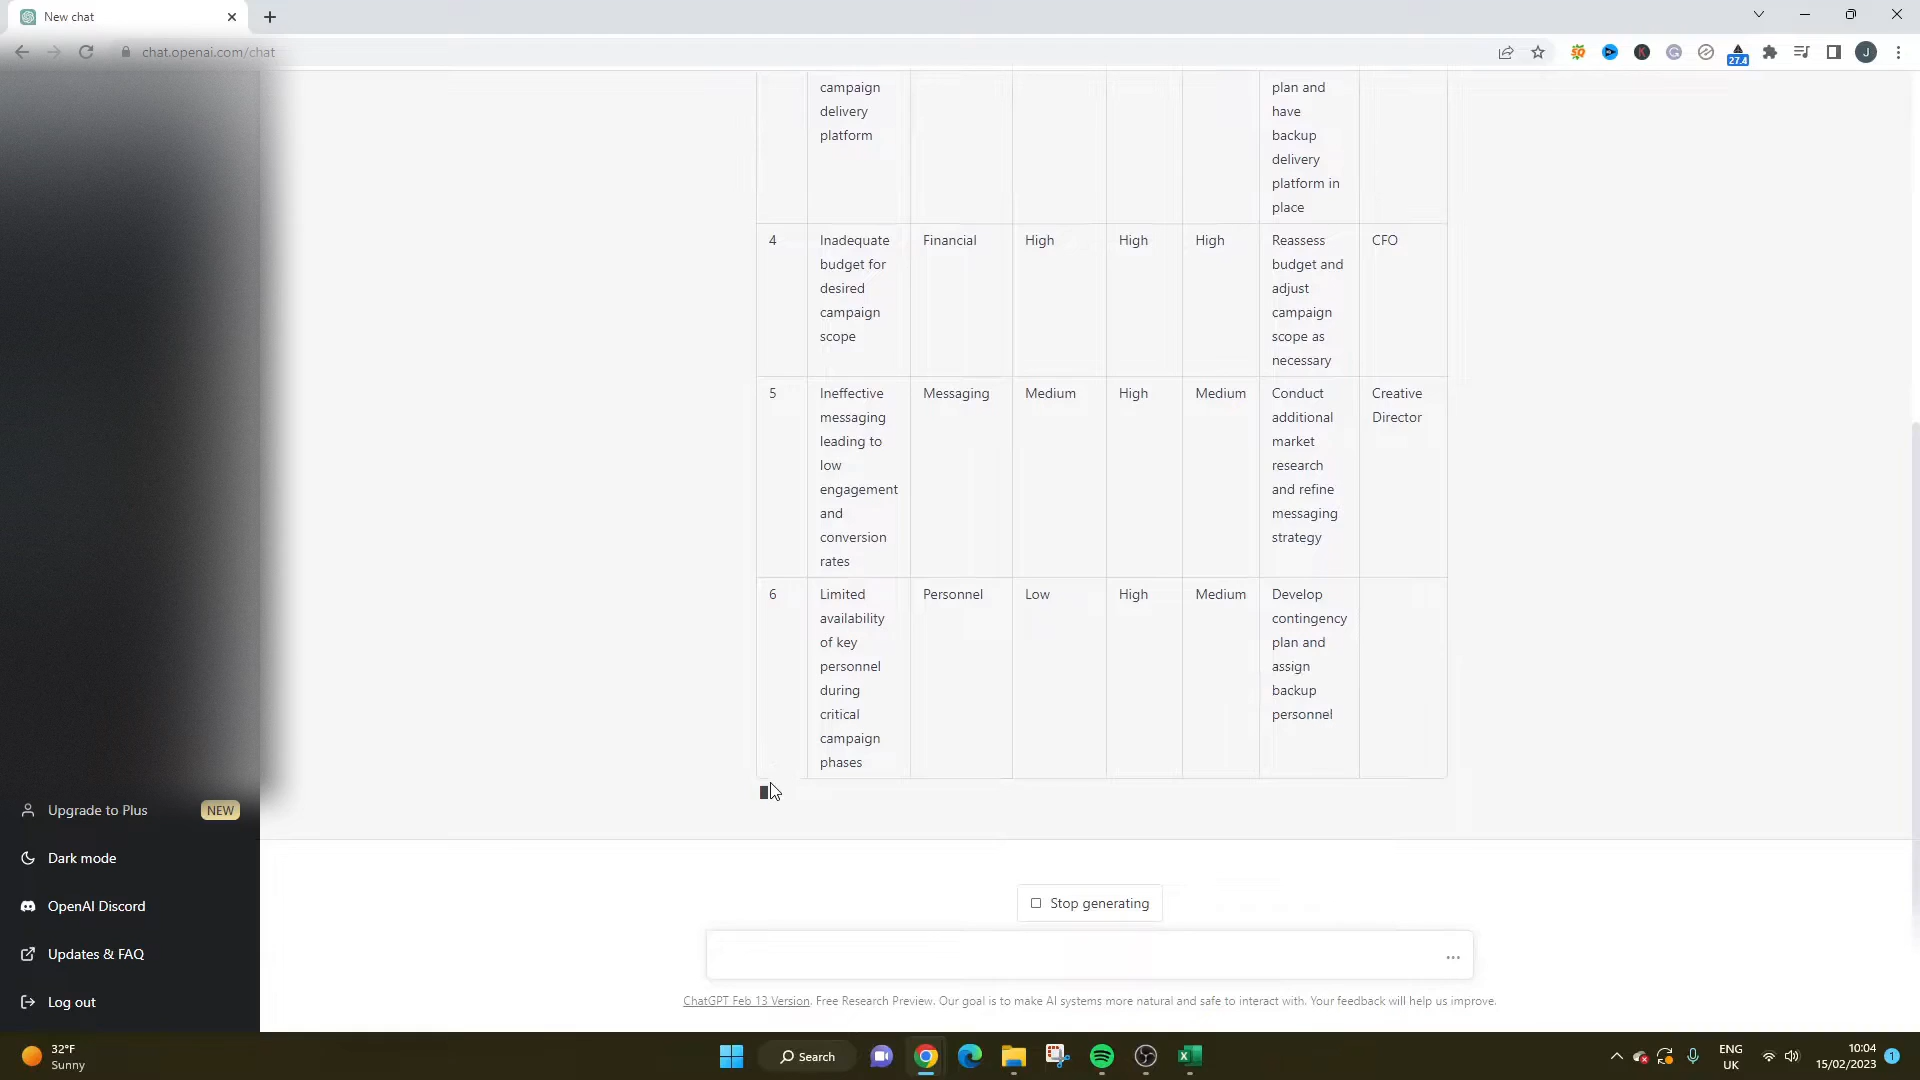 New chat
chat.openai.com/chat
27.4
J
campaign
delivery
platform
plan and
have
backup
delivery
platform in
place
4
Inadequate
budget for
desired
campaign
scope
Financial
High
High
High
Reassess
budget and
adjust
campaign
scope as
necessary
CFO
5
Ineffective
messaging
leading to
low
engagement
and
conversion
rates
Messaging
Medium
High
Medium
Conduct
additional
market
research
and refine
messaging
strategy
Creative
Director
6
Limited
availability
of key
personnel
during
critical
campaign
phases
Personnel
Low
High
Medium
Develop
contingency
plan and
assign
backup
personnel
Upgrade to Plus
NEW
Dark mode
OpenAI Discord
Updates & FAQ
Log out
Stop generating
ChatGPT Feb 13 Version. Free Research Preview. Our goal is to make AI systems more natural and safe to interact with. Your feedback will help us improve.
32°F
Sunny
Search
ENG
UK
10:04
15/02/2023
1